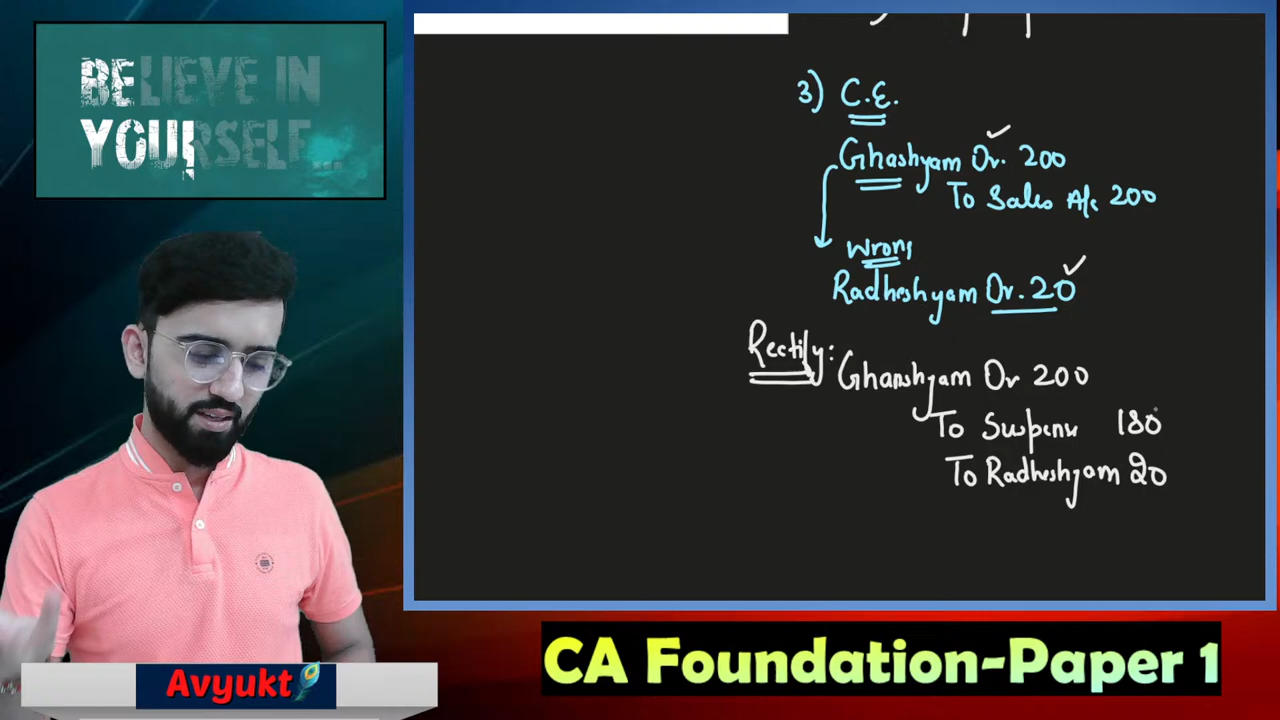 BELIEVE IN
YOURSELF...
3) C.E.
Ghashyam Dr. 200
To Sales A/c 200
Wrong
Radheshyam Dr. 20
Rectify:
Ghanshyam Dr 200
To Suspense 180
To Radheshyam 20
Avyukt
CA Foundation-Paper 1